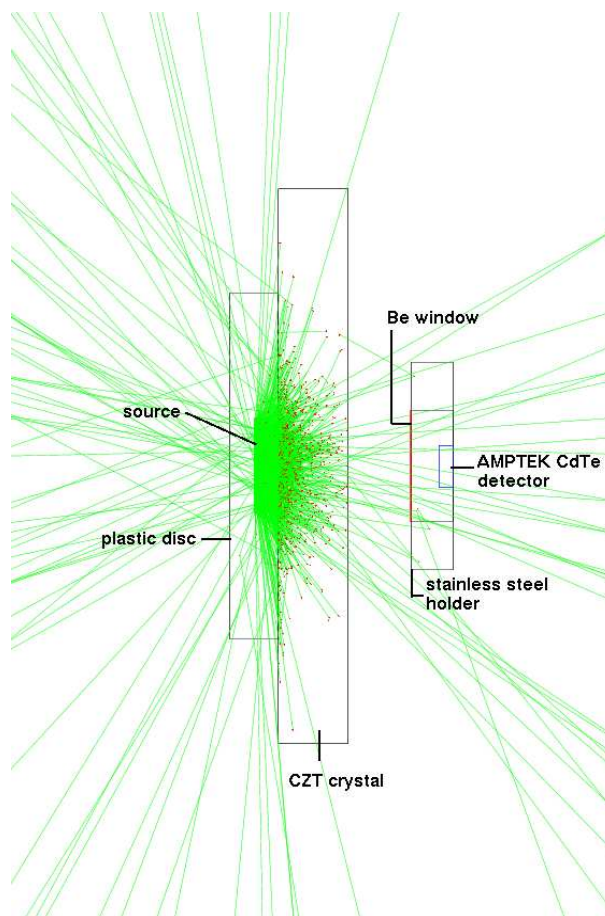 Be window
source
AMPTEK CdTe
detector
plastic disc
stainless steel
holder
CZT crystal